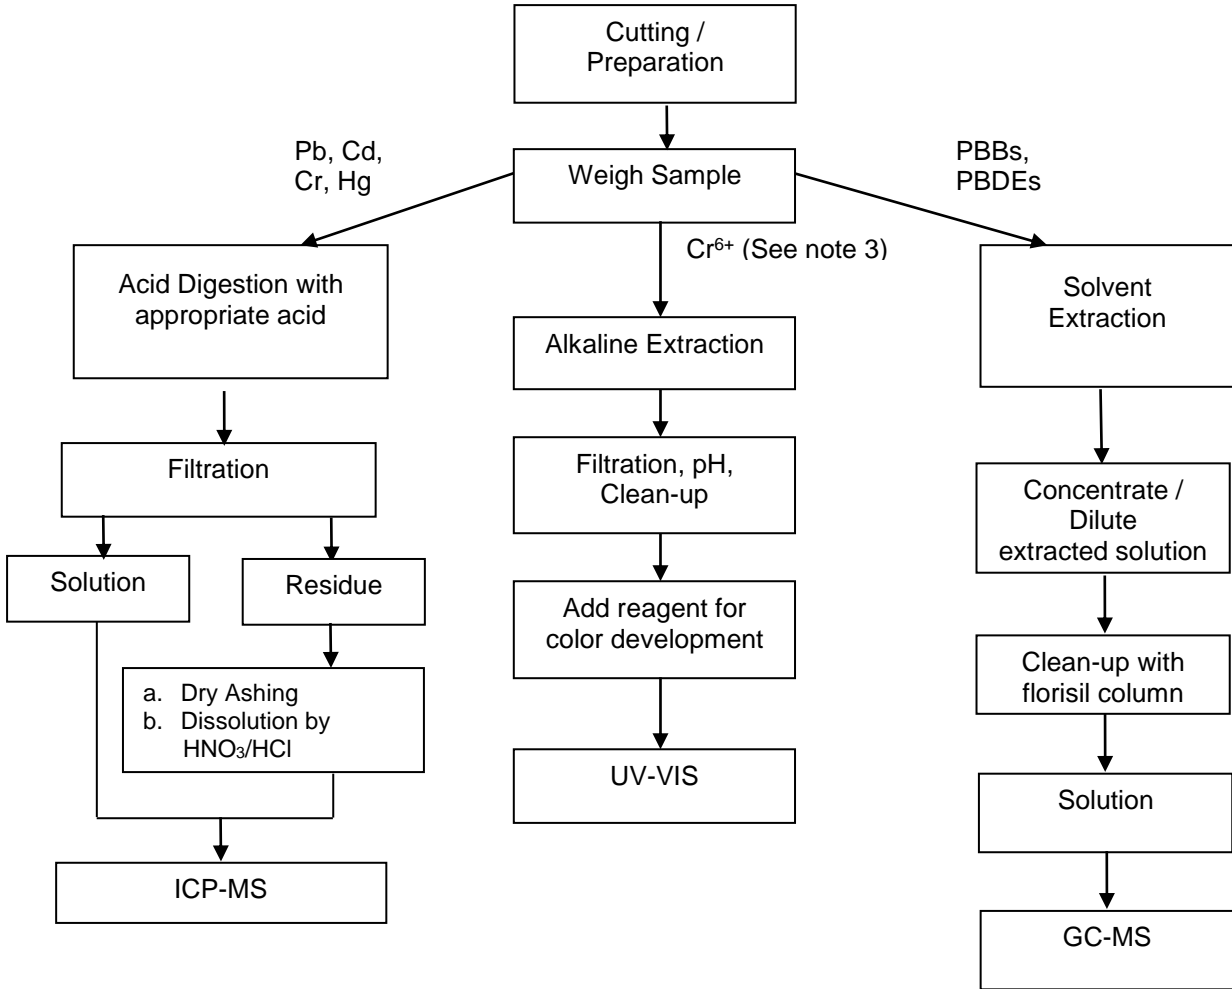 Cutting /
Preparation
Pb, Cd,
Cr, Hg
Weigh Sample
PBBs,
PBDEs
Cr⁶⁺ (See note 3)
Acid Digestion with
appropriate acid
Alkaline Extraction
Solvent
Extraction
Filtration
Filtration, pH,
Clean-up
Concentrate /
Dilute
extracted solution
Solution
Residue
Add reagent for
color development
a. Dry Ashing
b. Dissolution by
HNO₃/HCl
Clean-up with
florisil column
UV-VIS
Solution
ICP-MS
GC-MS